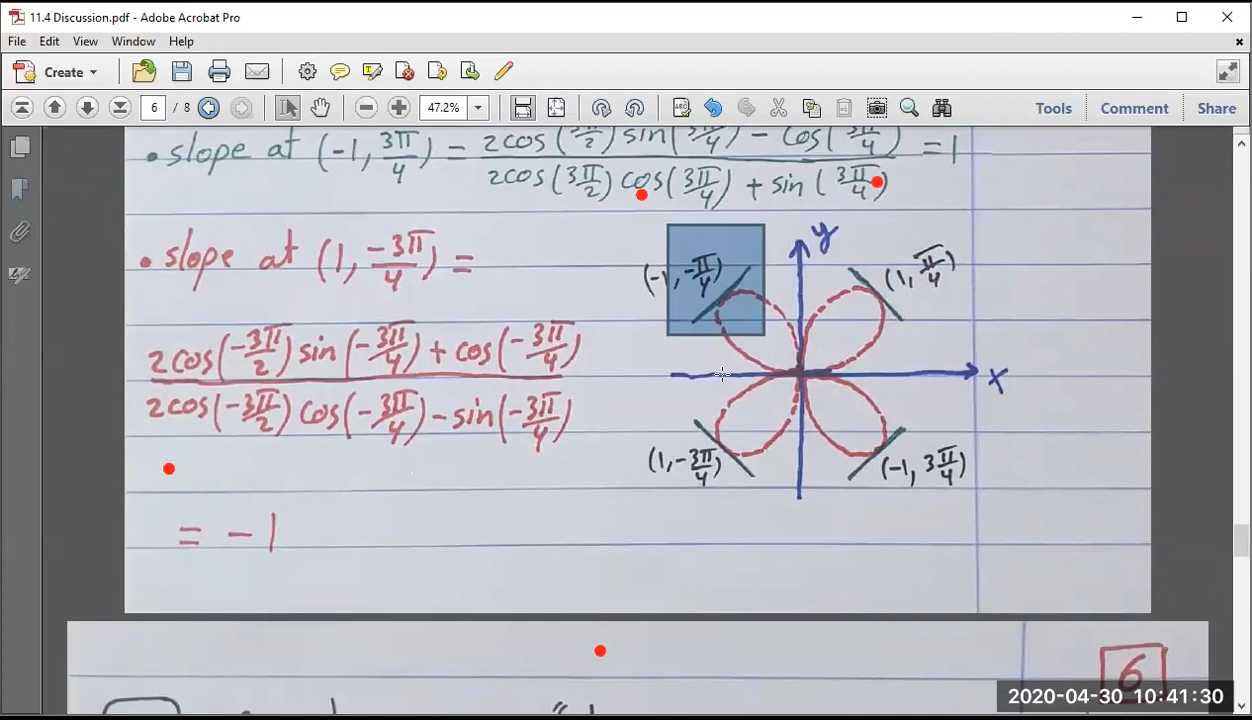 11.4 Discussion.pdf - Adobe Acrobat Pro
File Edit View Window Help
Create
6 / 8 47.2% Tools Comment Share
• slope at (-1, 3π/4) = 2cos(3π/2) sin(3π/4) - cos(3π/4) / 2cos(3π/2) cos(3π/4) + sin(3π/4) = 1
• slope at (1, -3π/4) =
2cos(-3π/2) sin(-3π/4) + cos(-3π/4)
2cos(-3π/2) cos(-3π/4) - sin(-3π/4)
= -1
y
(-1, -π/4)
(1, π/4)
x
(1, -3π/4)
(-1, 3π/4)
6
2020-04-30 10:41:30